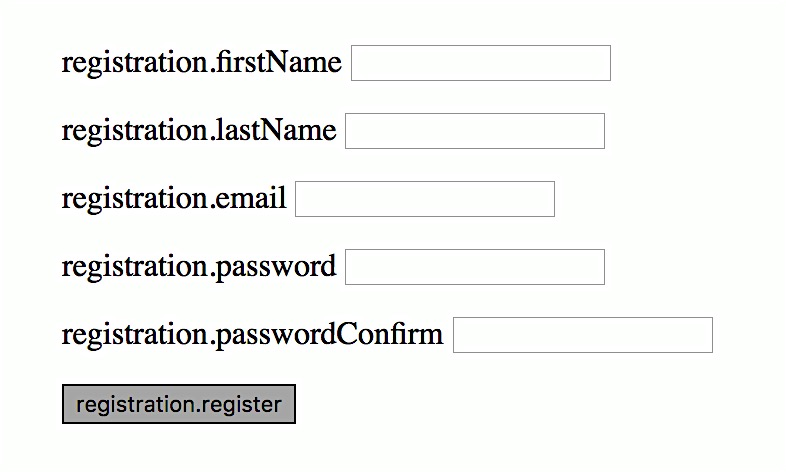 registration.firstName
registration.lastName
registration.email
registration.password
registration.passwordConfirm
registration.register